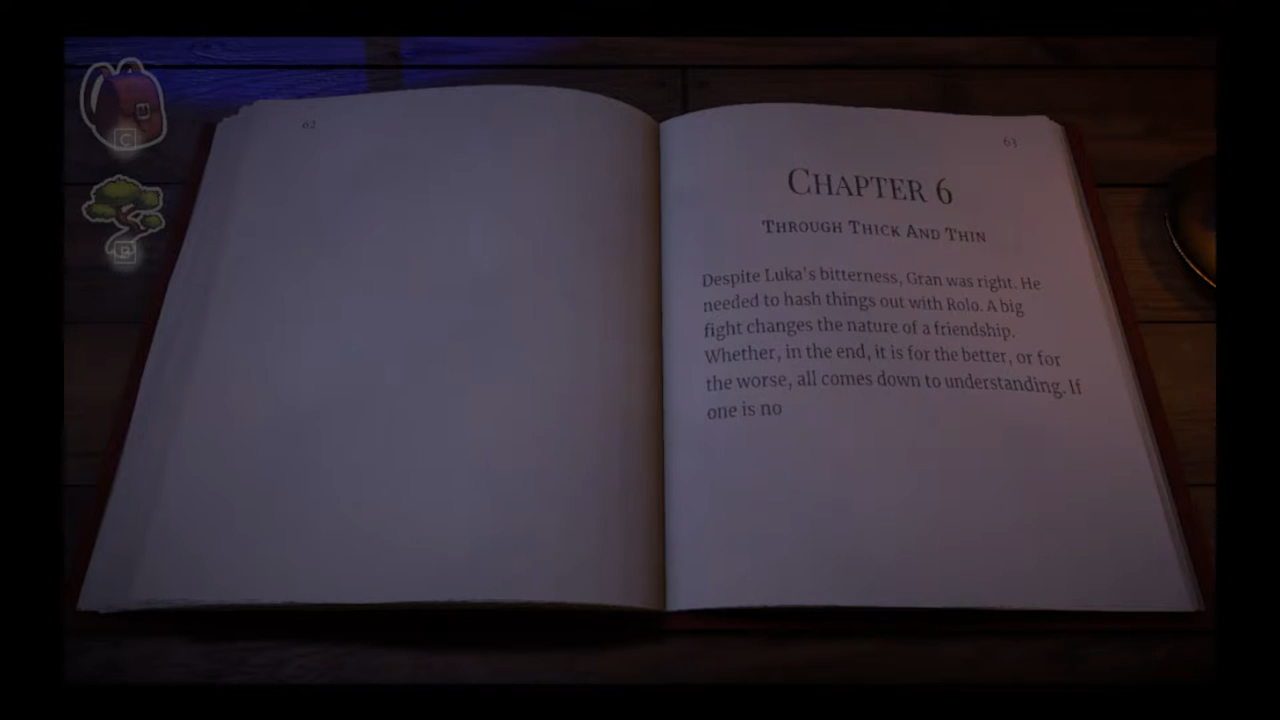 C
62
63
Chapter 6
Through Thick And Thin
Despite Luka's bitterness, Gran was right. He
needed to hash things out with Rolo. A big
fight changes the nature of a friendship.
Whether, in the end, it is for the better, or for
the worse, all comes down to understanding. If
one is no